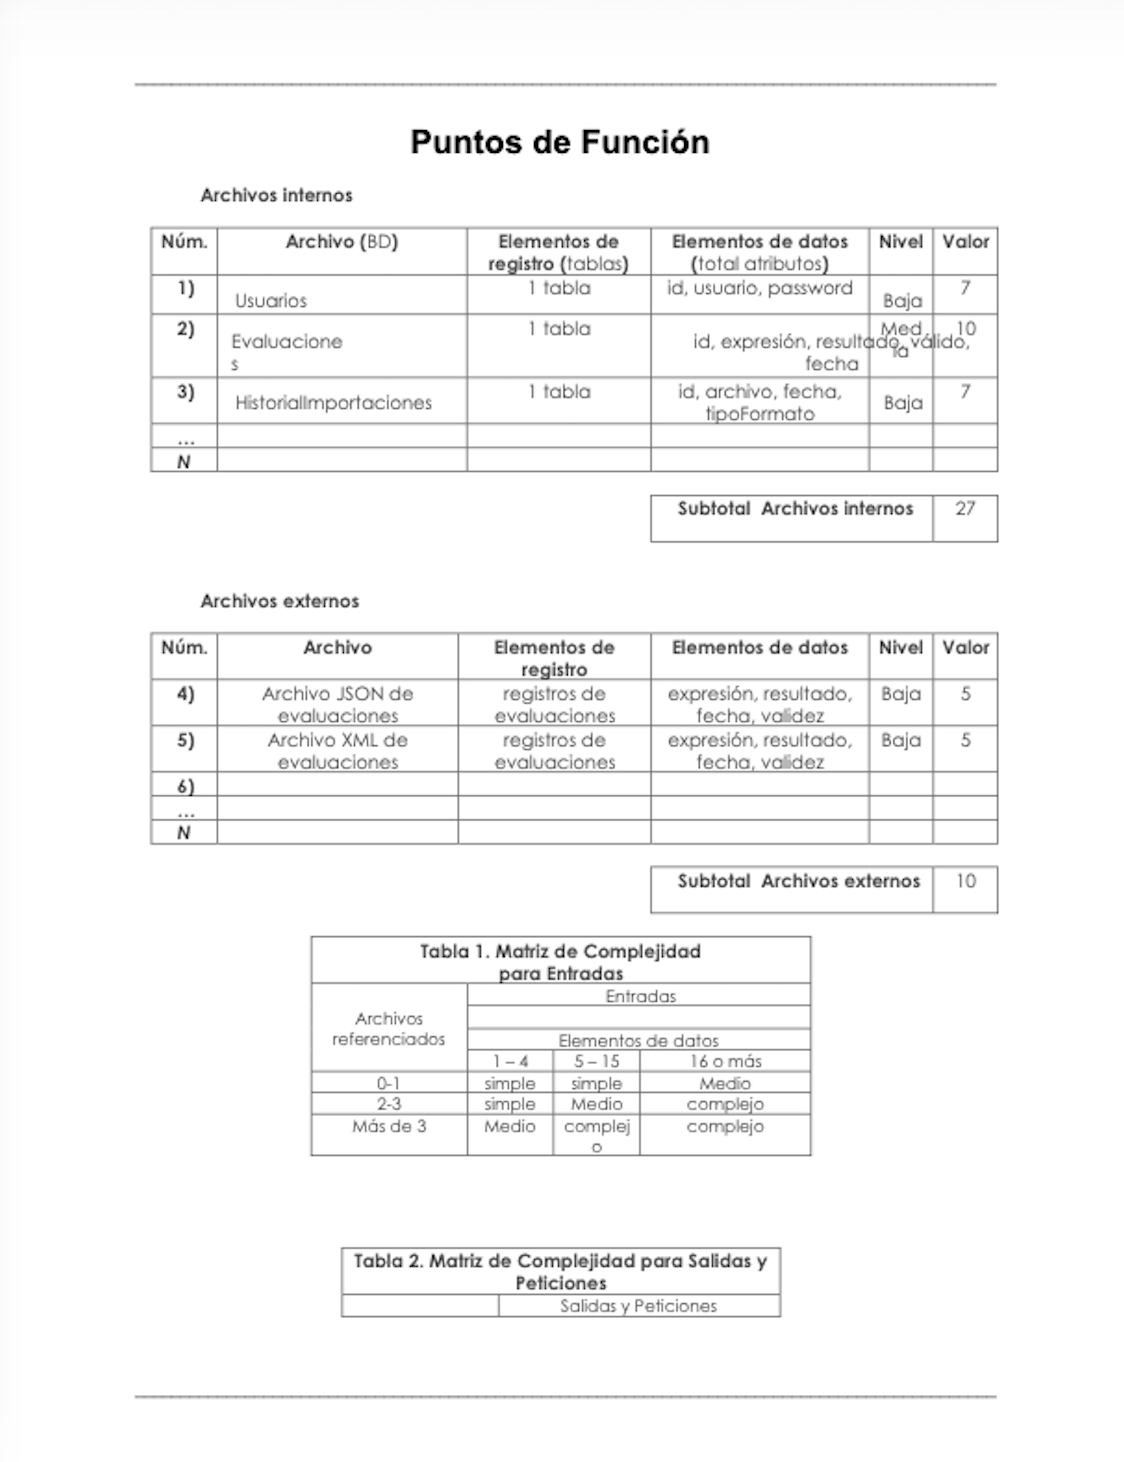 Puntos de Función
Archivos internos
Núm. Archivo (BD) Elementos de registro (tablas) Elementos de datos (total atributos) Nivel Valor
1) Usuarios 1 tabla id, usuario, password Baja 7
2) Evaluaciones 1 tabla id, expresión, resultado, válido, fecha Media 10
3) HistorialImportaciones 1 tabla id, archivo, fecha, tipoFormato Baja 7
...
N
Subtotal Archivos internos 27
Archivos externos
Núm. Archivo Elementos de registro Elementos de datos Nivel Valor
4) Archivo JSON de evaluaciones registros de evaluaciones expresión, resultado, fecha, validez Baja 5
5) Archivo XML de evaluaciones registros de evaluaciones expresión, resultado, fecha, validez Baja 5
6)
...
N
Subtotal Archivos externos 10
Tabla 1. Matriz de Complejidad
para Entradas
Archivos referenciados
Entradas
Elementos de datos
1 – 4 5 – 15 16 o más
0-1 simple simple Medio
2-3 simple Medio complejo
Más de 3 Medio complejo complejo
Tabla 2. Matriz de Complejidad para Salidas y
Peticiones
Salidas y Peticiones